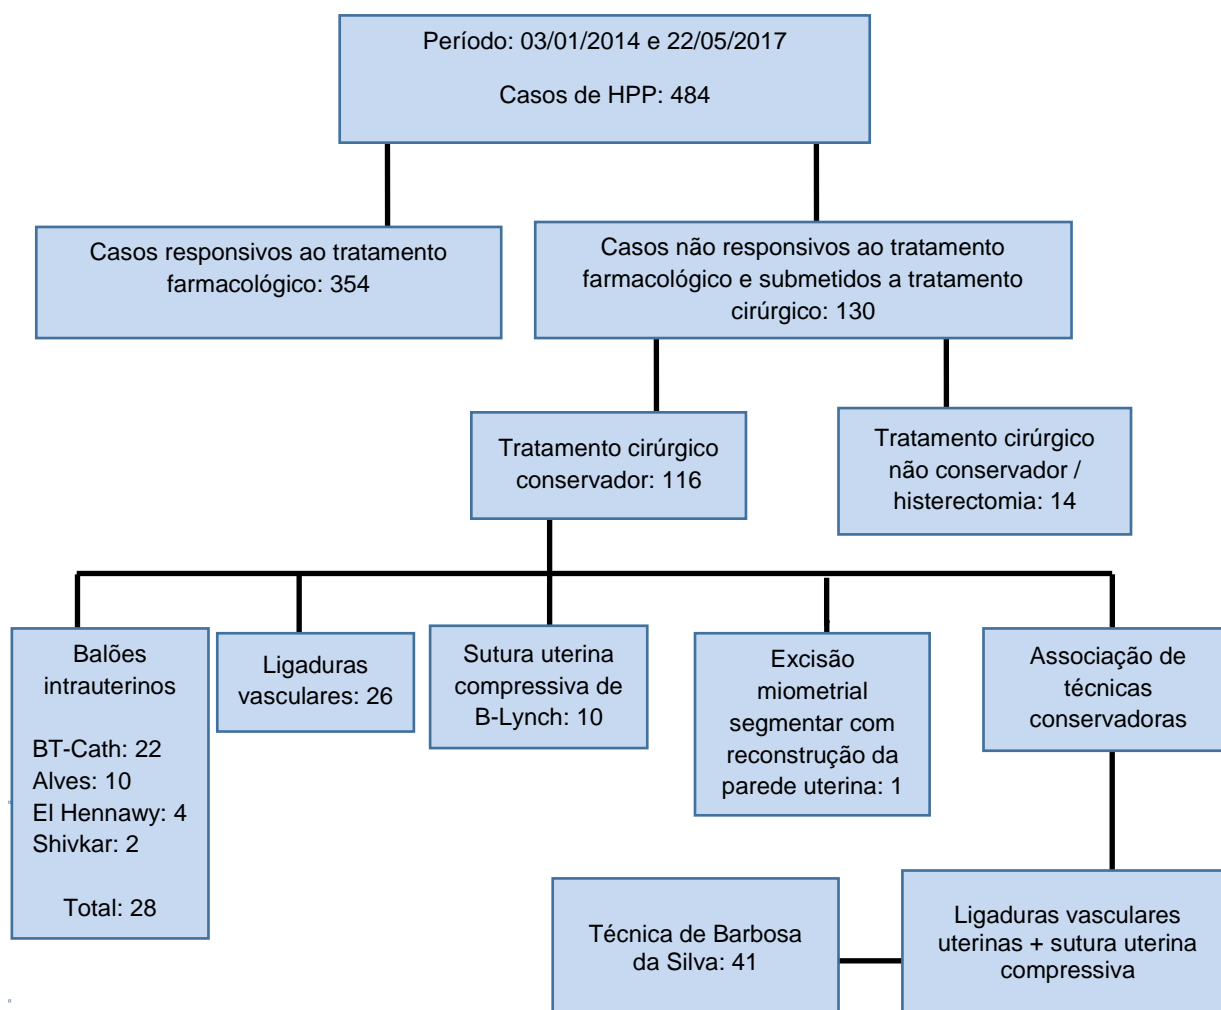 Período: 03/01/2014 e 22/05/2017
Casos de HPP: 484
Casos responsivos ao tratamento
farmacológico: 354
Casos não responsivos ao tratamento
farmacológico e submetidos a tratamento
cirúrgico: 130
Tratamento cirúrgico
conservador: 116
Tratamento cirúrgico
não conservador /
histerectomia: 14
Balões
intrauterinos
BT-Cath: 22
Alves: 10
El Hennawy: 4
Shivkar: 2
Total: 28
Ligaduras
vasculares: 26
Sutura uterina
compressiva de
B-Lynch: 10
Excisão
miometrial
segmentar com
reconstrução da
parede uterina: 1
Associação de
técnicas
conservadoras
Técnica de Barbosa
da Silva: 41
Ligaduras vasculares
uterinas + sutura uterina
compressiva